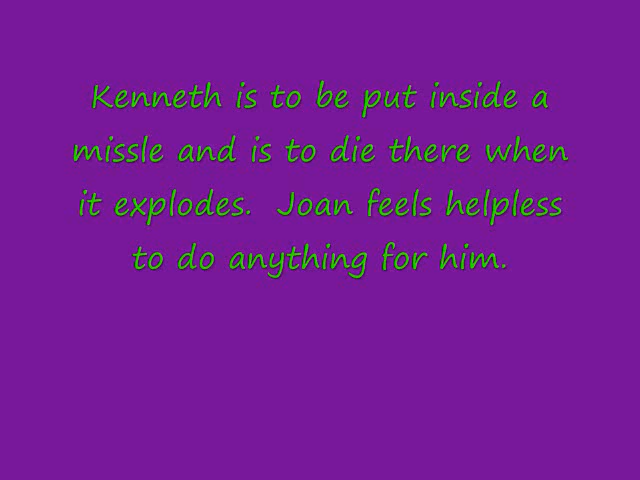 Kenneth is to be put inside a
missle and is to die there when
it explodes.  Joan feels helpless
to do anything for him.